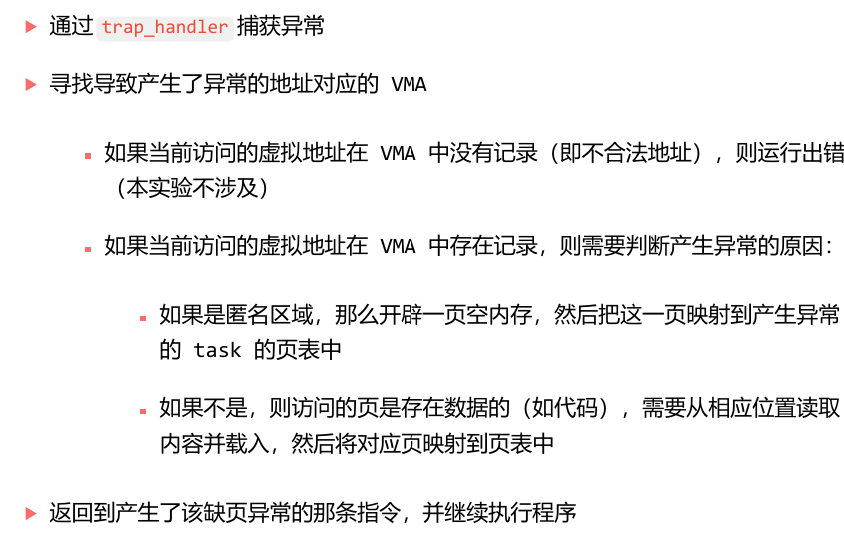 通过 trap_handler 捕获异常
寻找导致产生了异常的地址对应的 VMA
如果当前访问的虚拟地址在 VMA 中没有记录（即不合法地址），则运行出错
（本实验不涉及）
如果当前访问的虚拟地址在 VMA 中存在记录，则需要判断产生异常的原因：
如果是匿名区域，那么开辟一页空内存，然后把这一页映射到产生异常
的 task 的页表中
如果不是，则访问的页是存在数据的（如代码），需要从相应位置读取
内容并载入，然后将对应页映射到页表中
返回到产生了该缺页异常的那条指令，并继续执行程序